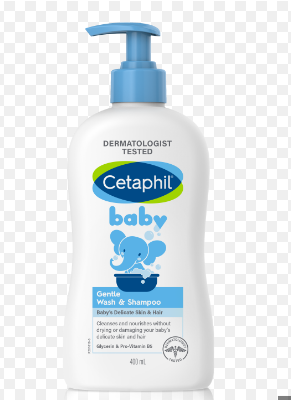 DERMATOLOGIST
TESTED
Cetaphil
baby
Gentle
Wash & Shampoo
Baby's Delicate Skin & Hair
Cleanses and nourishes without
drying or damaging your baby's
delicate skin and hair
Glycerin & Pro-Vitamin B5
400 mL